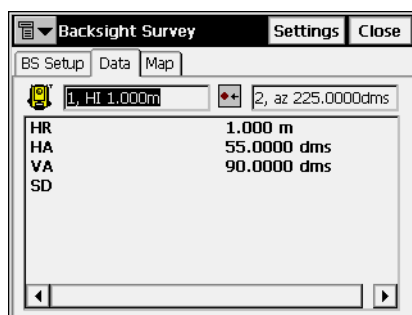 Backsight Survey Settings Close
BS Setup Data Map
1, HI 1.000m 2, az 225.0000dms
HR 1.000 m
HA 55.0000 dms
VA 90.0000 dms
SD